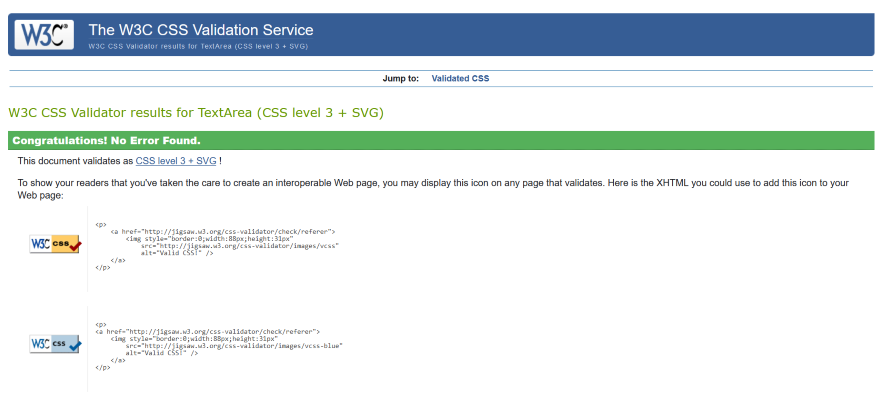 W3C®
The W3C CSS Validation Service
W3C CSS Validator results for TextArea (CSS level 3 + SVG)
Jump to: Validated CSS
W3C CSS Validator results for TextArea (CSS level 3 + SVG)
Congratulations! No Error Found.
This document validates as CSS level 3 + SVG !
To show your readers that you've taken the care to create an interoperable Web page, you may display this icon on any page that validates. Here is the XHTML you could use to add this icon to your
Web page:
W3C css
<p>
<a href="http://jigsaw.w3.org/css-validator/check/referer">
<img style="border:0;width:88px;height:31px"
src="http://jigsaw.w3.org/css-validator/images/vcss"
alt="Valid CSS!" />
</a>
</p>
W3C css
<p>
<a href="http://jigsaw.w3.org/css-validator/check/referer">
<img style="border:0;width:88px;height:31px"
src="http://jigsaw.w3.org/css-validator/images/vcss-blue"
alt="Valid CSS!" />
</a>
</p>